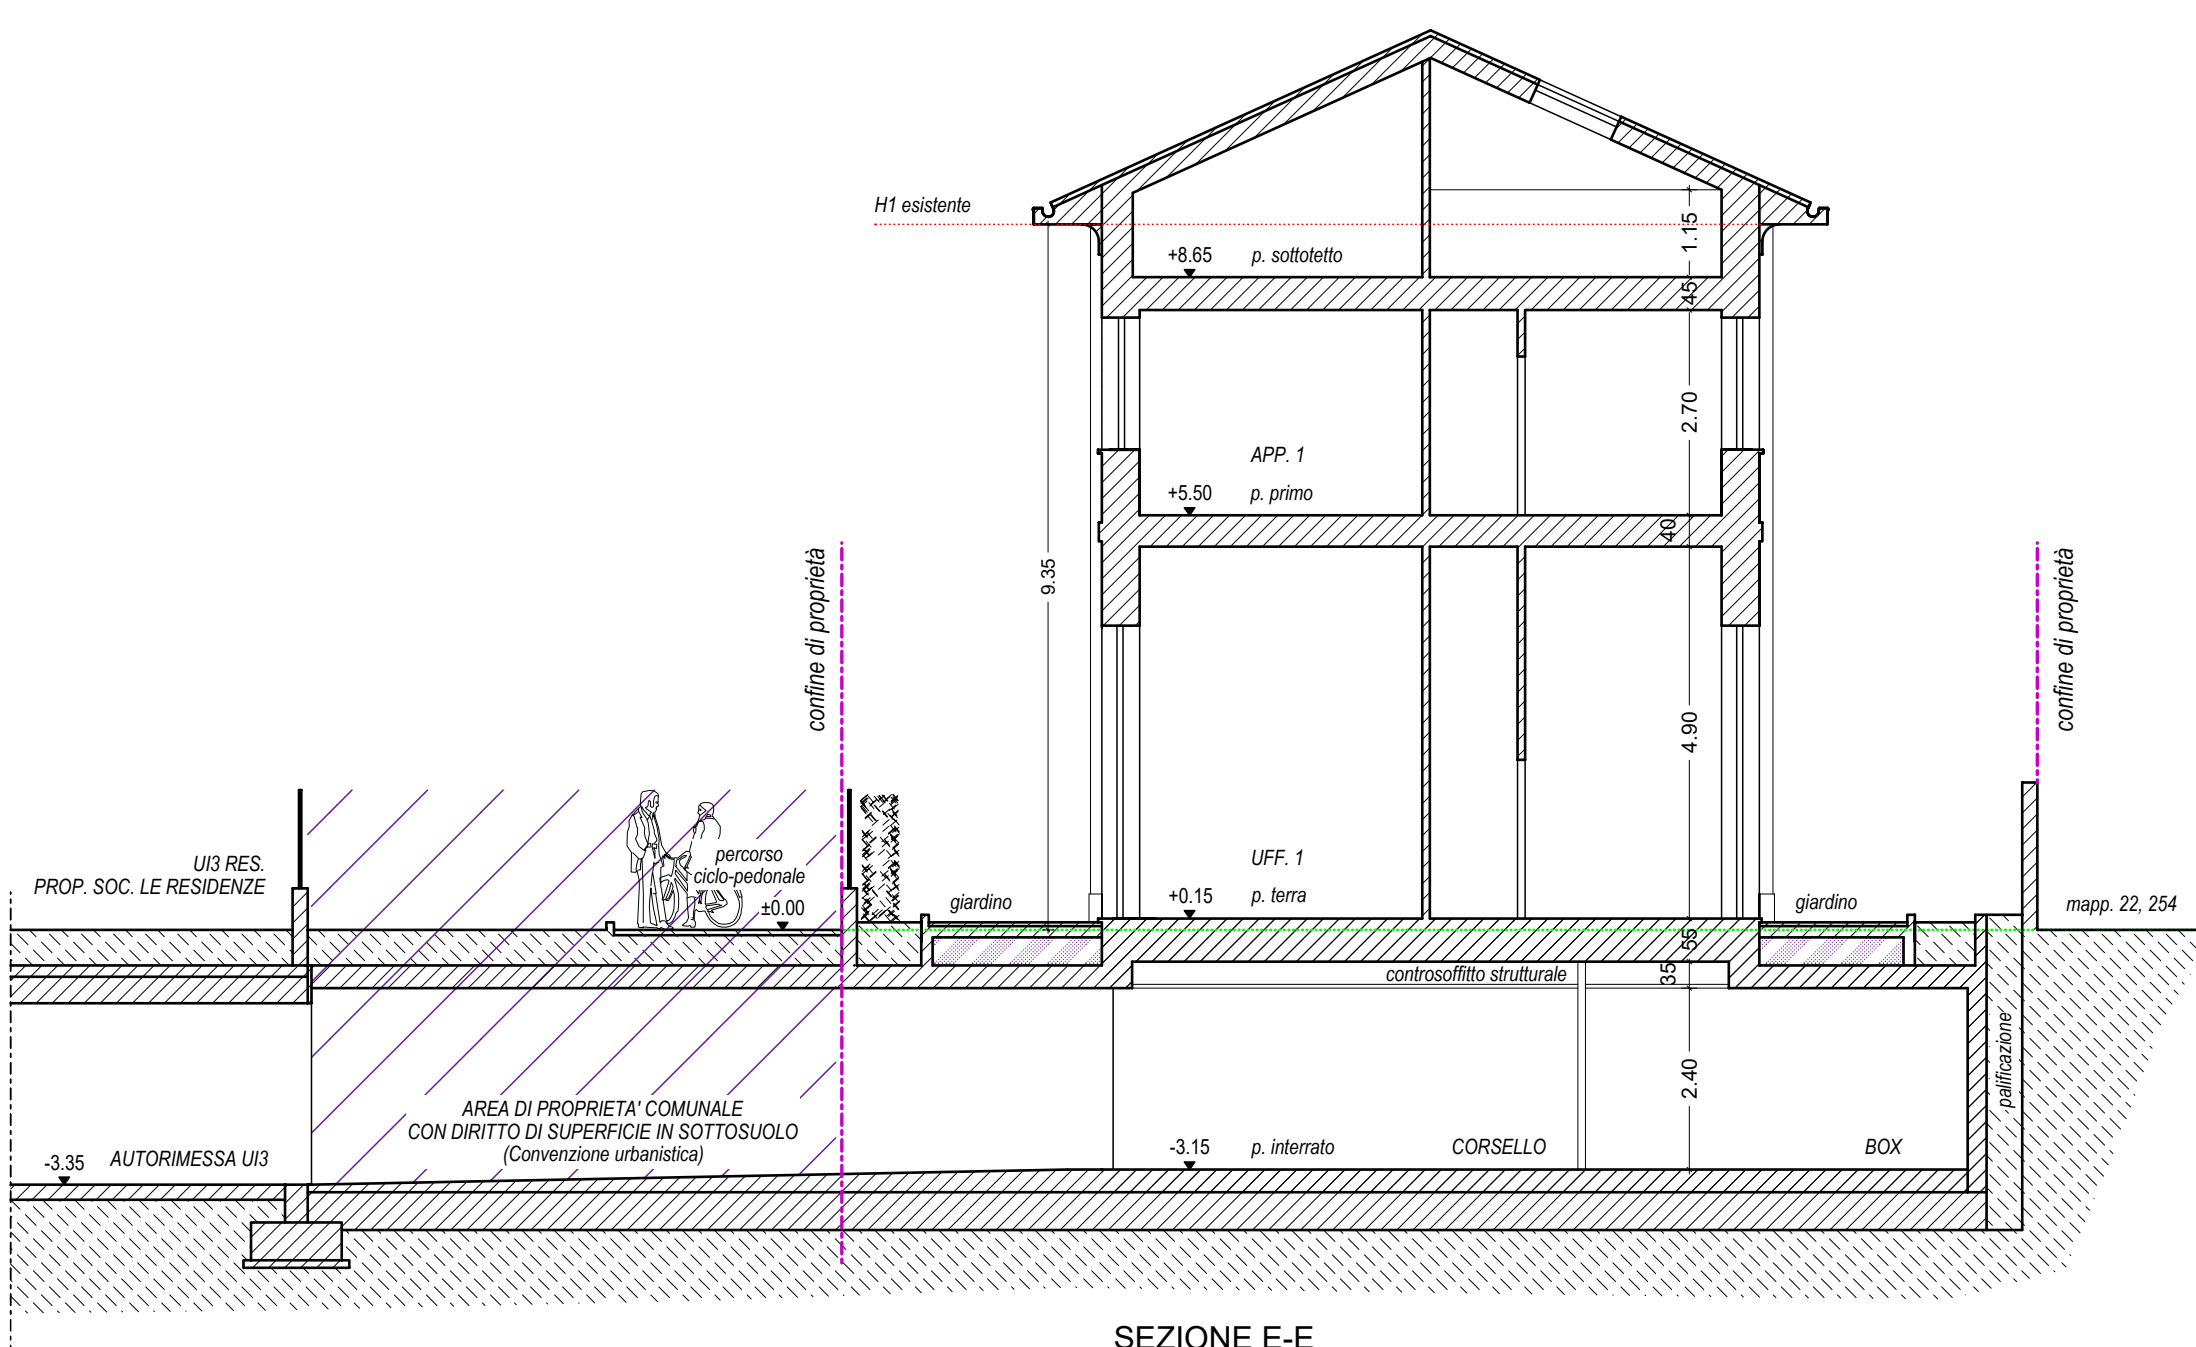 H1 esistente
+8.65
p. sottotetto
1.15
45
2.70
APP. 1
+5.50
p. primo
40
9.35
confine di proprietà
confine di proprietà
4.90
UI3 RES.
PROP. SOC. LE RESIDENZE
percorso
ciclo-pedonale
±0.00
giardino
UFF. 1
+0.15
p. terra
giardino
mapp. 22, 254
55
controsoffitto strutturale
35
palificazione
2.40
AREA DI PROPRIETA' COMUNALE
CON DIRITTO DI SUPERFICIE IN SOTTOSUOLO
(Convenzione urbanistica)
-3.35
AUTORIMESSA UI3
-3.15
p. interrato
CORSELLO
BOX
SEZIONE E-E